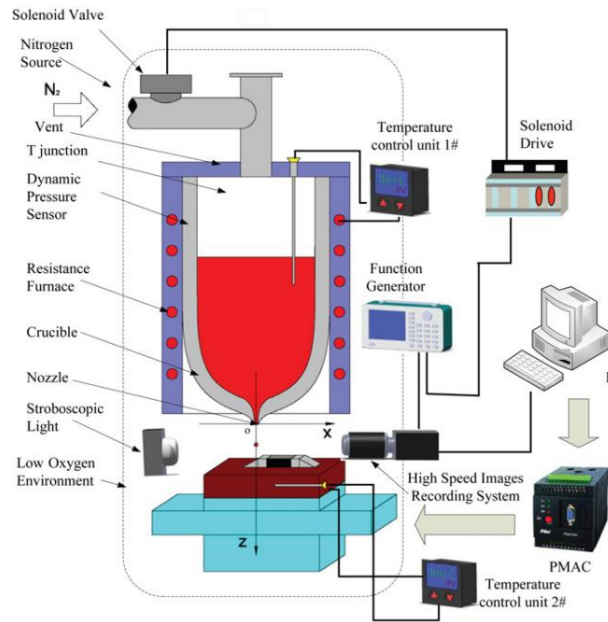 Solenoid Valve
Nitrogen
Source
N₂
Vent
T junction
Dynamic
Pressure
Sensor
Resistance
Furnace
Crucible
Nozzle
Stroboscopic
Light
Low Oxygen
Environment
o
X
Z
Temperature
control unit 1#
Solenoid
Drive
Function
Generator
High Speed Images
Recording System
PMAC
Temperature
control unit 2#